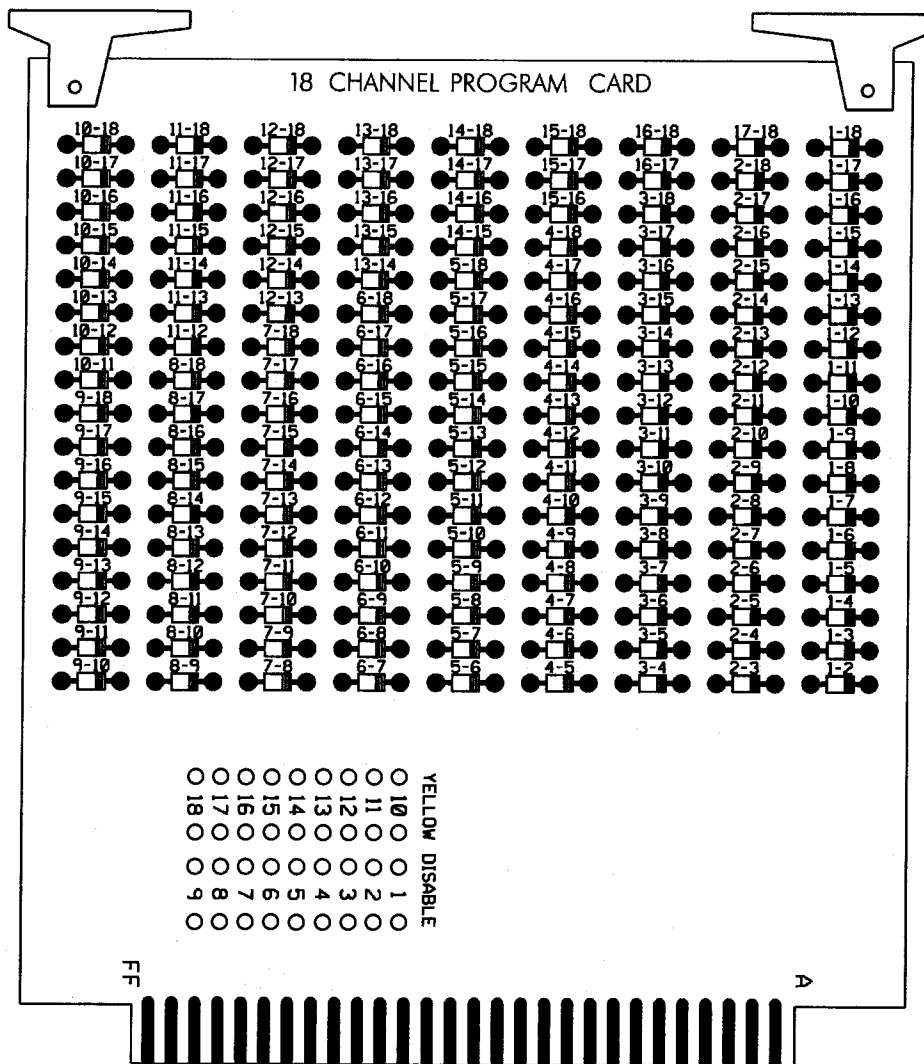 18 CHANNEL PROGRAM CARD
10-18 11-18 12-18 13-18 14-18 15-18 16-18 17-18 1-18
10-17 11-17 12-17 13-17 14-17 15-17 16-17 2-18 1-17
10-16 11-16 12-16 13-16 14-16 15-16 3-18 2-17 1-16
10-15 11-15 12-15 13-15 14-15 4-18 3-17 2-16 1-15
10-14 11-14 12-14 13-14 5-18 4-17 3-16 2-15 1-14
10-13 11-13 12-13 6-18 5-17 4-16 3-15 2-14 1-13
10-12 11-12 7-18 6-17 5-16 4-15 3-14 2-13 1-12
10-11 8-18 7-17 6-16 5-15 4-14 3-13 2-12 1-11
9-18 8-17 7-16 6-15 5-14 4-13 3-12 2-11 1-10
9-17 8-16 7-15 6-14 5-13 4-12 3-11 2-10 1-9
9-16 8-15 7-14 6-13 5-12 4-11 3-10 2-9 1-8
9-15 8-14 7-13 6-12 5-11 4-10 3-9 2-8 1-7
9-14 8-13 7-12 6-11 5-10 4-9 3-8 2-7 1-6
9-13 8-12 7-11 6-10 5-9 4-8 3-7 2-6 1-5
9-12 8-11 7-10 6-9 5-8 4-7 3-6 2-5 1-4
9-11 8-10 7-9 6-8 5-7 4-6 3-5 2-4 1-3
9-10 8-9 7-8 6-7 5-6 4-5 3-4 2-3 1-2
YELLOW DISABLE
10 1
11 2
12 3
13 4
14 5
15 6
16 7
17 8
18 9
FF A